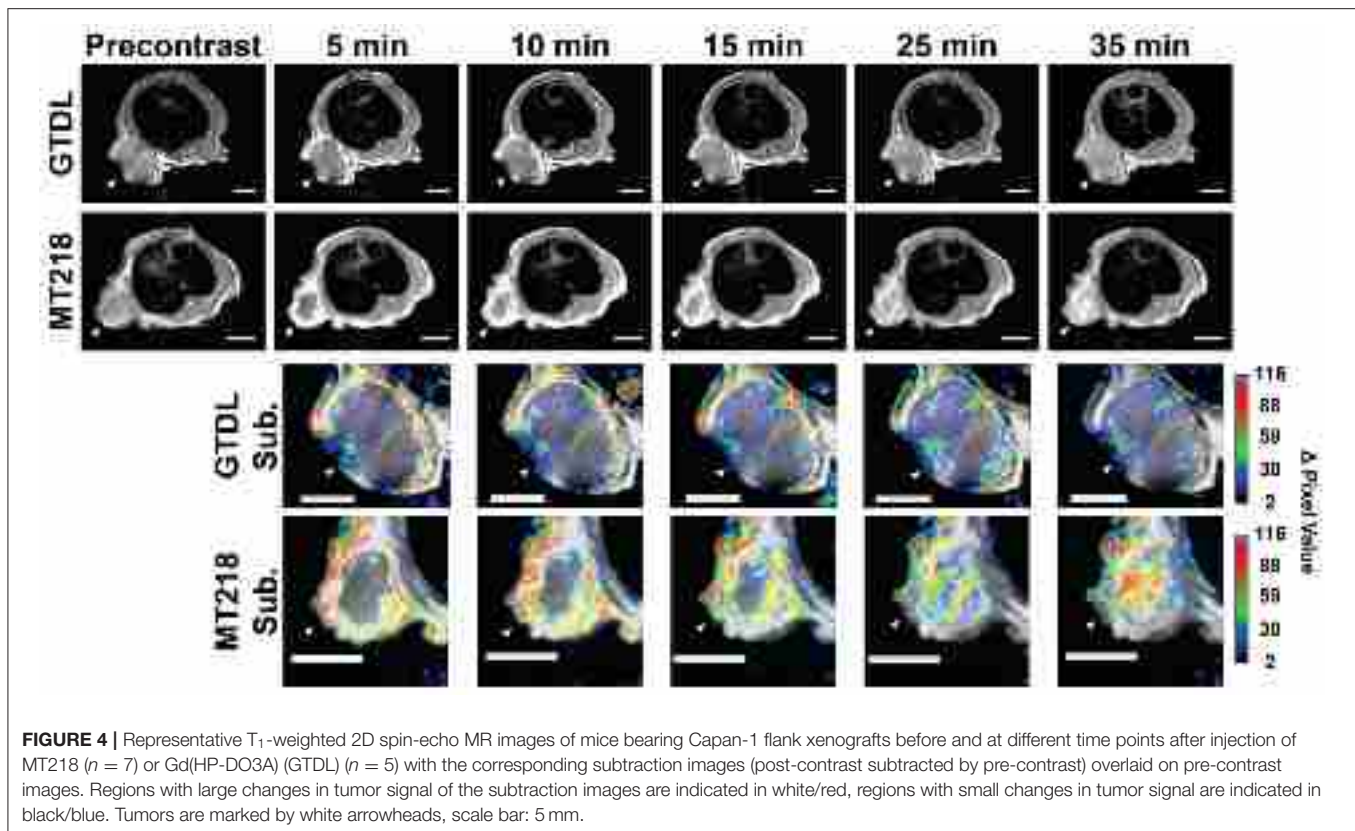 Precontrast 5 min 10 min 15 min 25 min 35 min
GTDL
MT218
GTDL
Sub.
116
88
59
30
2
MT218
Sub.
116
88
59
30
2
Δ Pixel Value
FIGURE 4 | Representative T₁-weighted 2D spin-echo MR images of mice bearing Capan-1 flank xenografts before and at different time points after injection of
MT218 (n = 7) or Gd(HP-DO3A) (GTDL) (n = 5) with the corresponding subtraction images (post-contrast subtracted by pre-contrast) overlaid on pre-contrast
images. Regions with large changes in tumor signal of the subtraction images are indicated in white/red, regions with small changes in tumor signal are indicated in
black/blue. Tumors are marked by white arrowheads, scale bar: 5 mm.